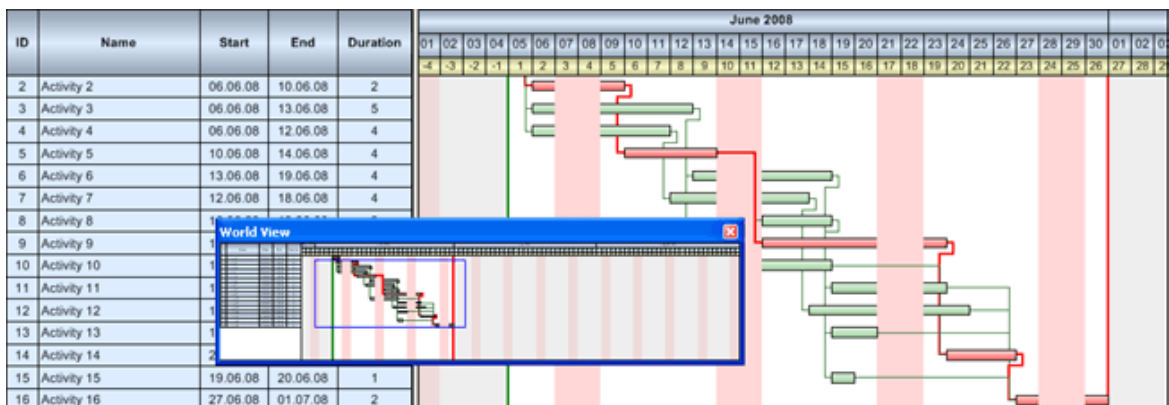 June 2008
ID Name Start End Duration
01 02 03 04 05 06 07 08 09 10 11 12 13 14 15 16 17 18 19 20 21 22 23 24 25 26 27 28 29 30 01 02
-4 -3 -2 -1 1 2 3 4 5 6 7 8 9 10 11 12 13 14 15 16 17 18 19 20 21 22 23 24 25 26 27 28
2 Activity 2 06.06.08 10.06.08 2
3 Activity 3 06.06.08 13.06.08 5
4 Activity 4 06.06.08 12.06.08 4
5 Activity 5 10.06.08 14.06.08 4
6 Activity 6 13.06.08 19.06.08 4
7 Activity 7 12.06.08 18.06.08 4
8 Activity 8
World View
9 Activity 9
10 Activity 10
11 Activity 11
12 Activity 12
13 Activity 13
14 Activity 14
15 Activity 15 19.06.08 20.06.08 1
16 Activity 16 27.06.08 01.07.08 2